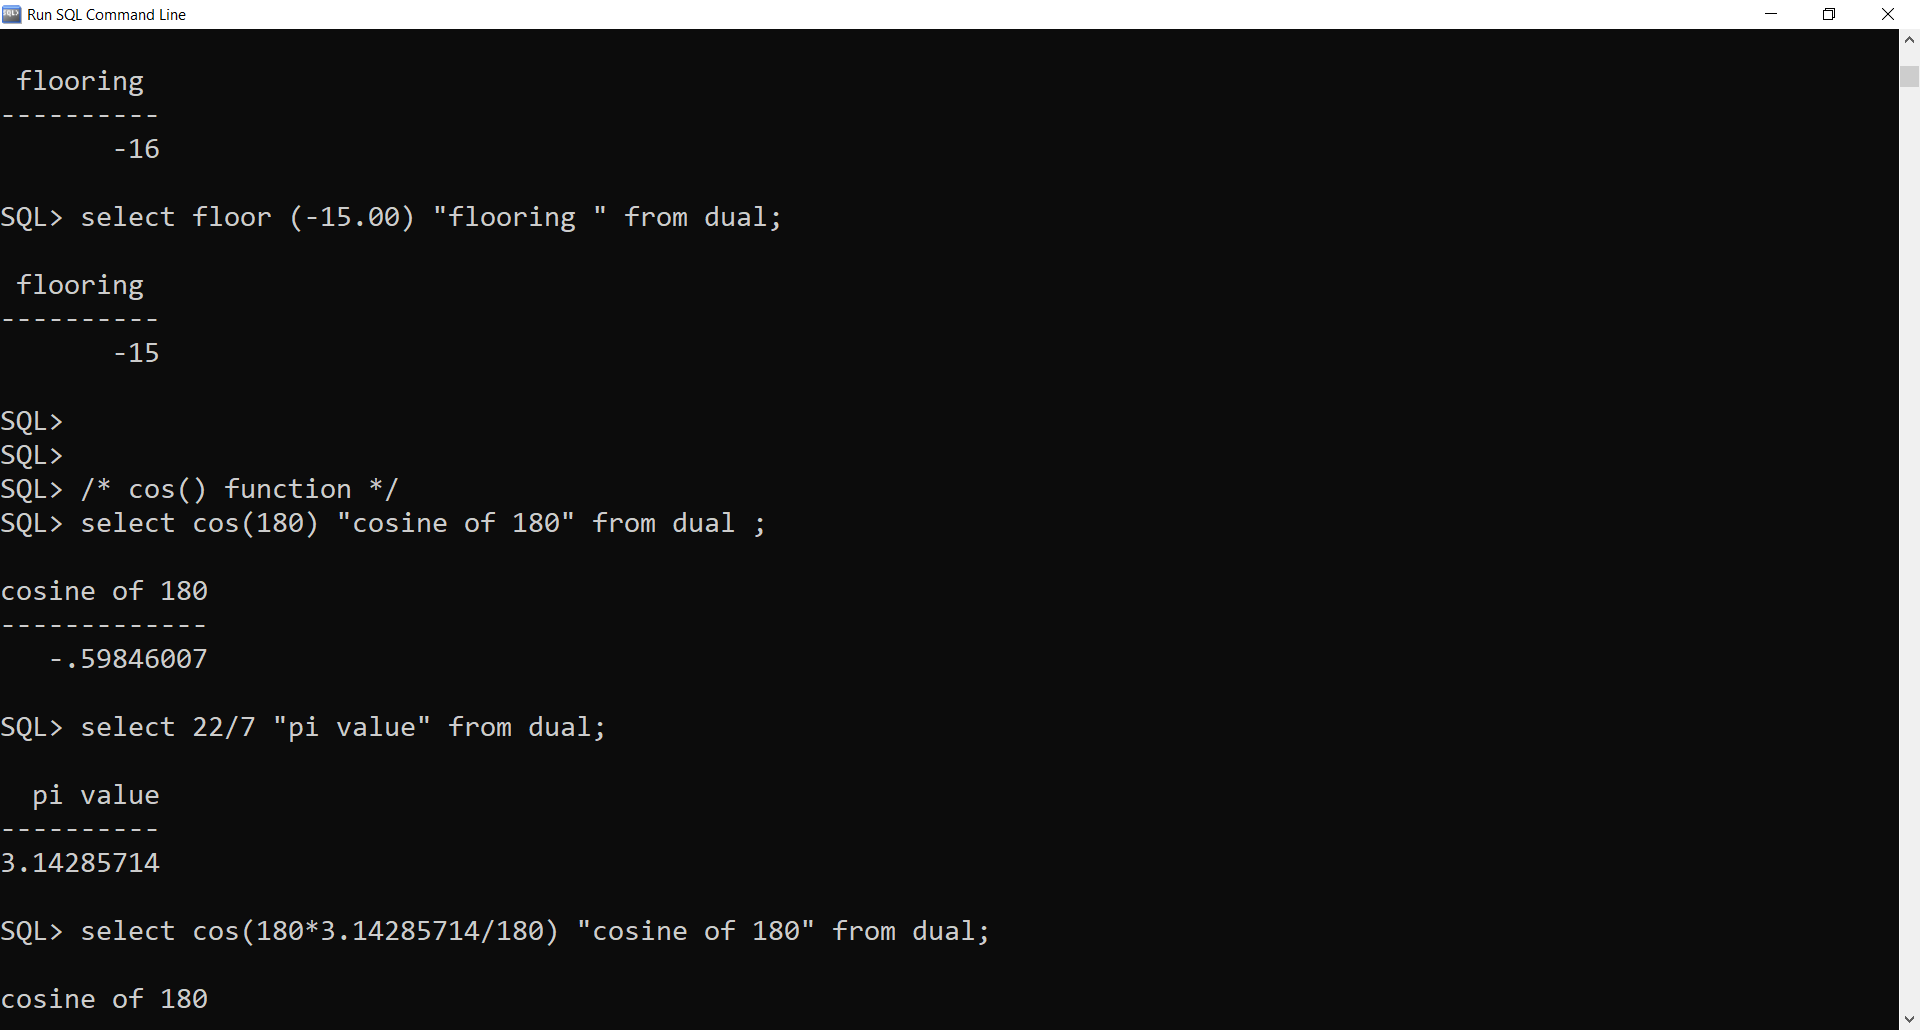 Run SQL Command Line
flooring
----------
-16
SQL> select floor (-15.00) "flooring " from dual;
flooring
----------
-15
SQL>
SQL>
SQL> /* cos() function */
SQL> select cos(180) "cosine of 180" from dual ;
cosine of 180
-------------
-.59846007
SQL> select 22/7 "pi value" from dual;
pi value
----------
3.14285714
SQL> select cos(180*3.14285714/180) "cosine of 180" from dual;
cosine of 180